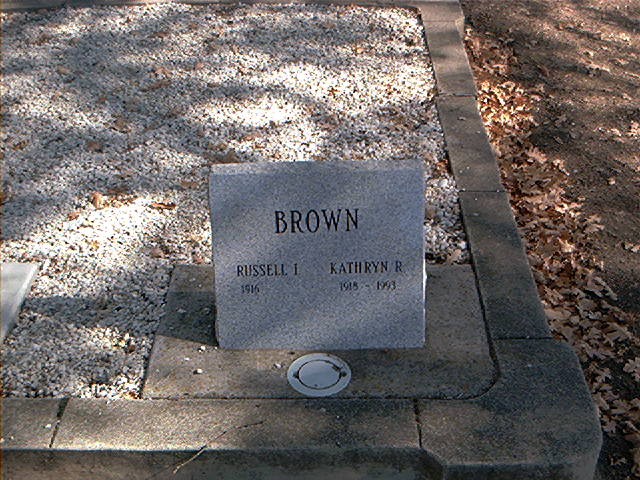 BROWN
RUSSELL I KATHRYN R
1916 1918 - 1993